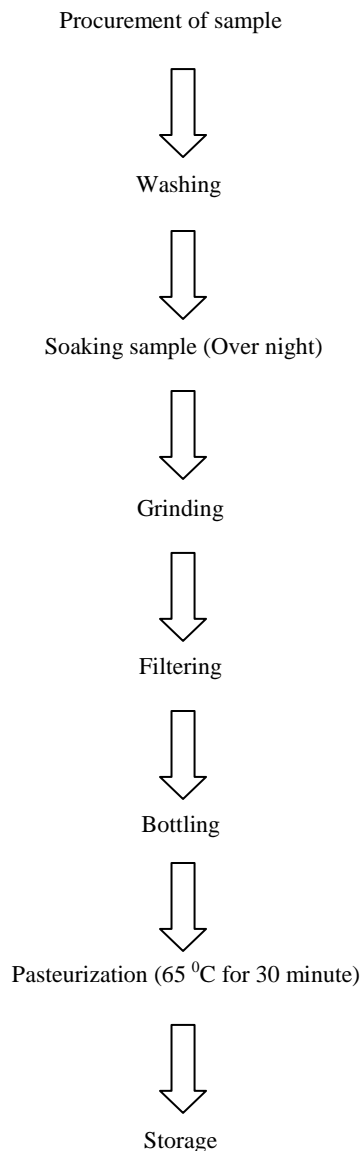 Procurement of sample
Washing
Soaking sample (Over night)
Grinding
Filtering
Bottling
Pasteurization (65 ⁰C for 30 minute)
Storage